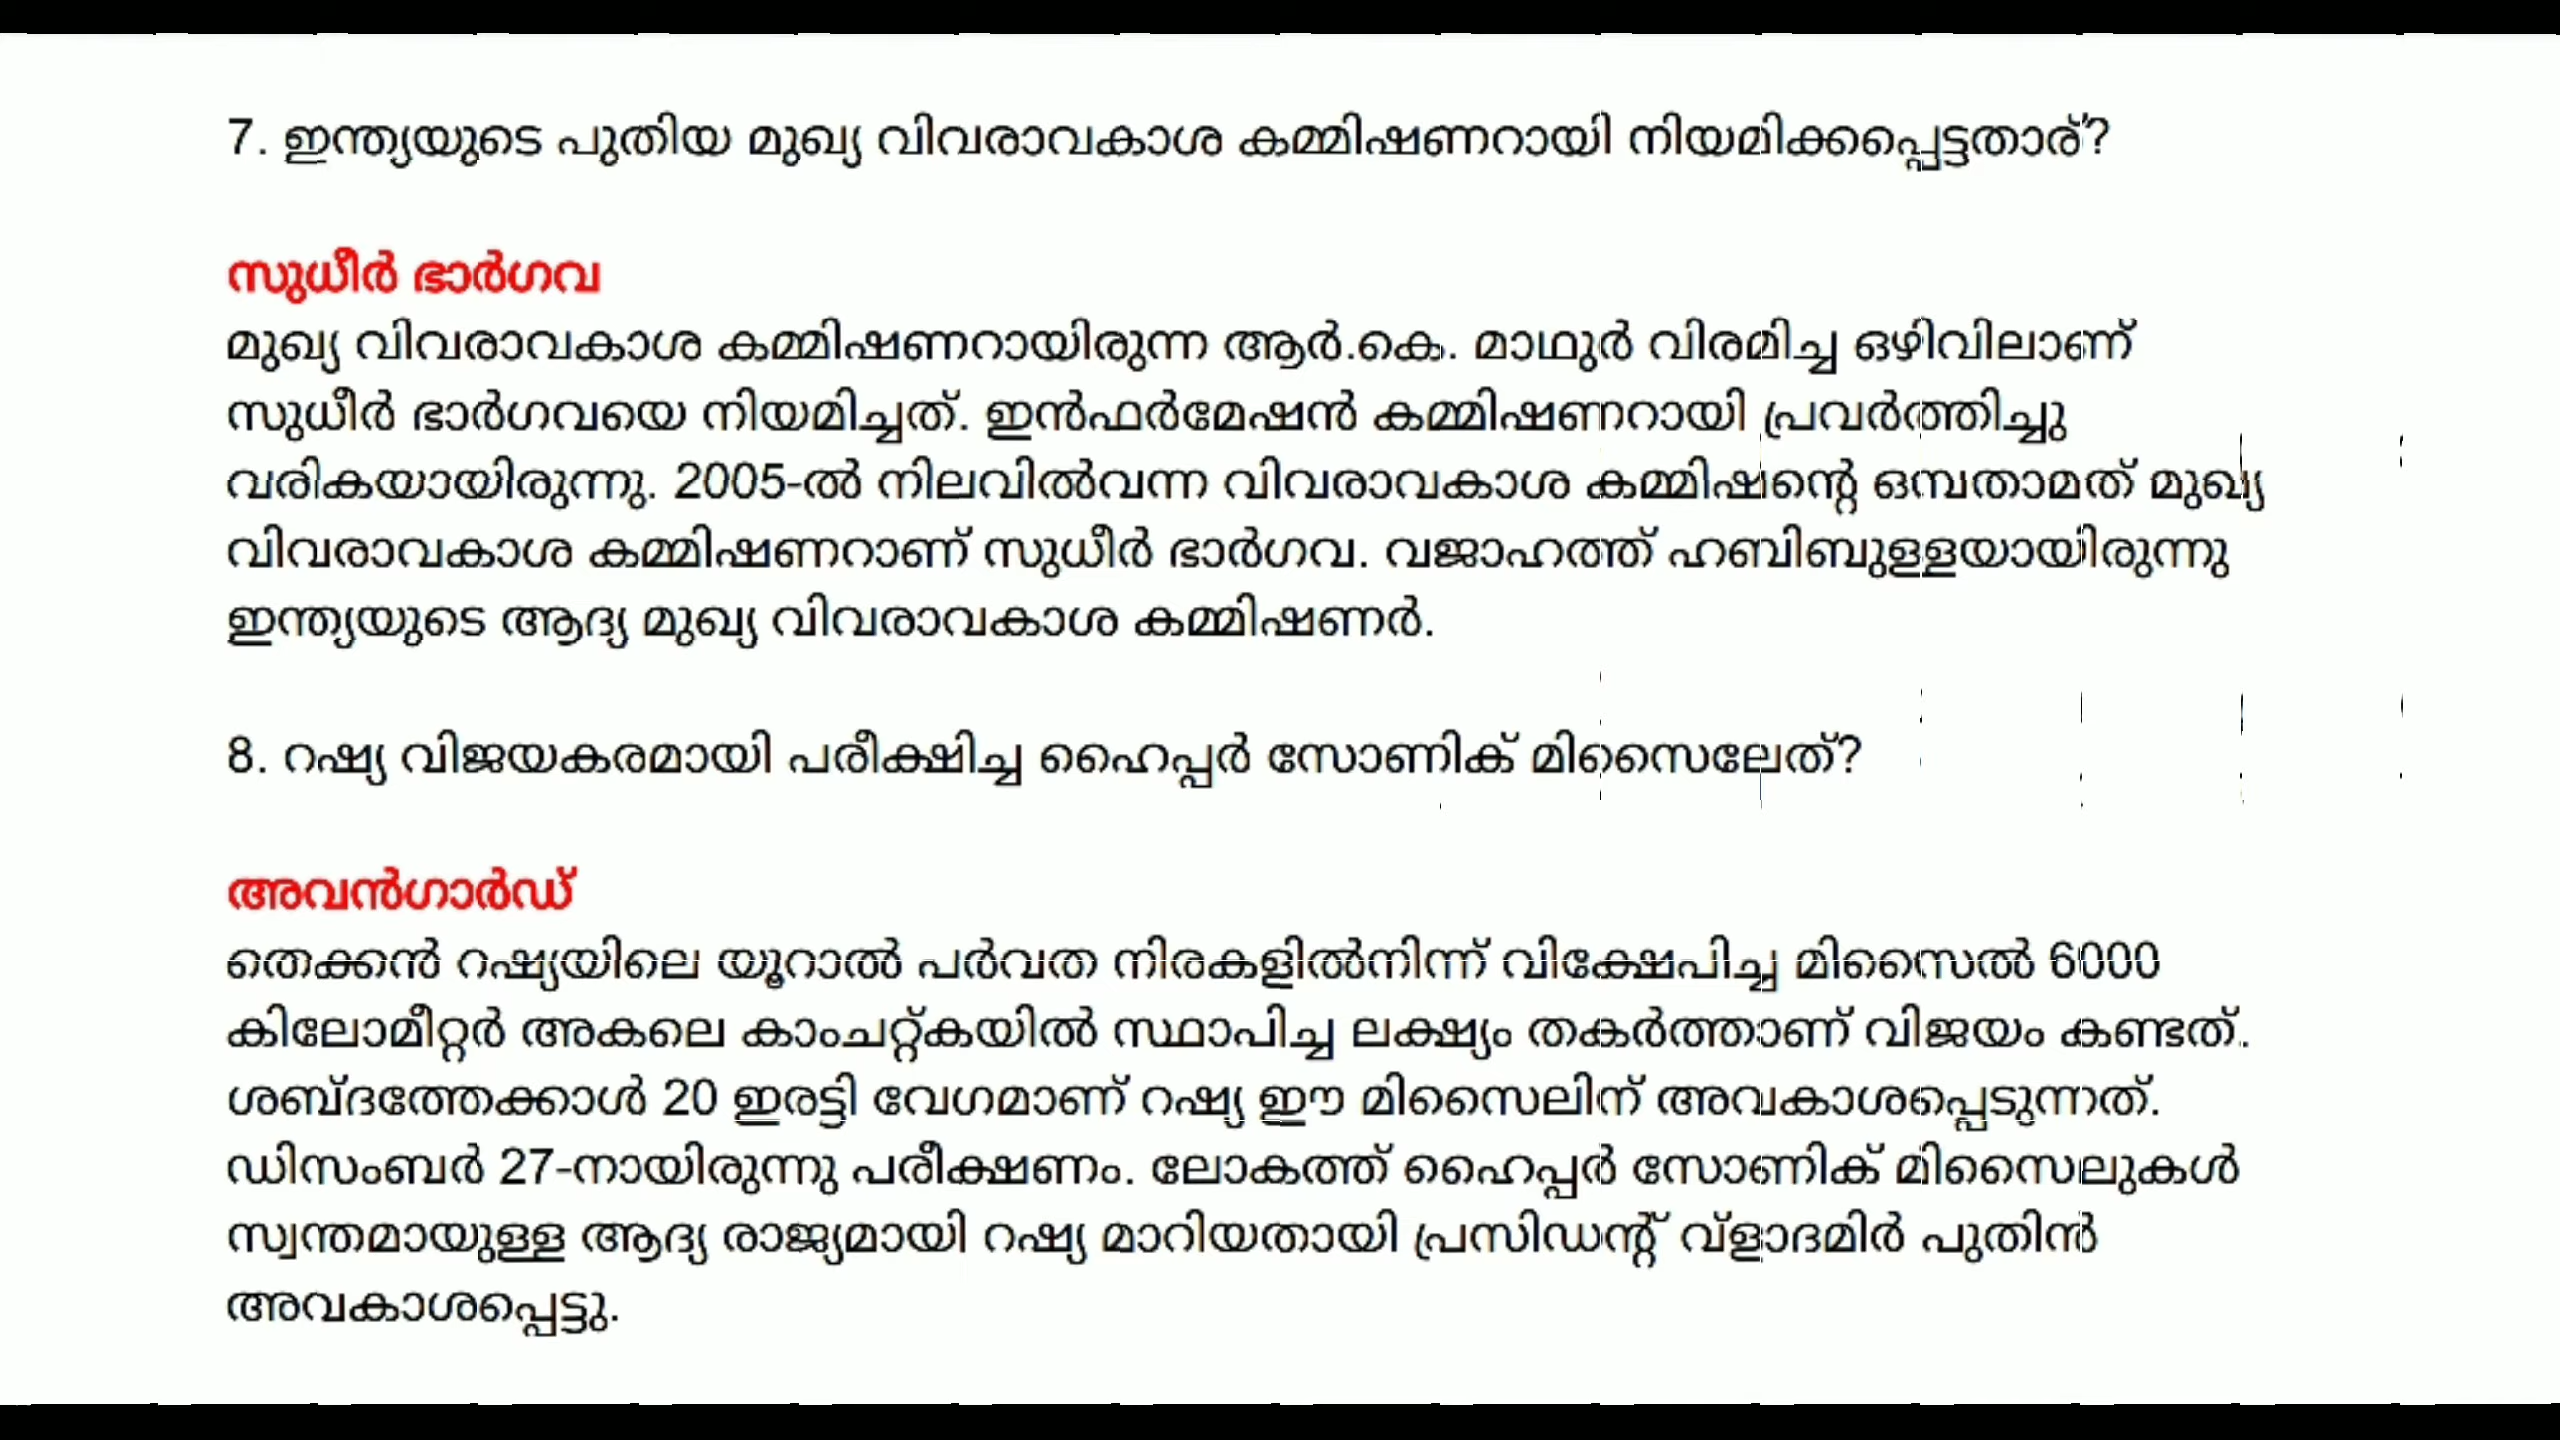 7. ഇന്ത്യയുടെ പുതിയ മുഖ്യ വിവരാവകാശ കമ്മിഷണറായി നിയമിക്കപ്പെട്ടതാര്?
സുധീർ ഭാർഗവ
മുഖ്യ വിവരാവകാശ കമ്മിഷണറായിരുന്ന ആർ.കെ. മാഥുർ വിരമിച്ച ഒഴിവിലാണ്
സുധീർ ഭാർഗവയെ നിയമിച്ചത്. ഇൻഫർമേഷൻ കമ്മിഷണറായി പ്രവർത്തിച്ചു
വരികയായിരുന്നു. 2005-ൽ നിലവിൽവന്ന വിവരാവകാശ കമ്മിഷന്റെ ഒമ്പതാമത് മുഖ്യ
വിവരാവകാശ കമ്മിഷണറാണ് സുധീർ ഭാർഗവ. വജാഹത്ത് ഹബിബുള്ളയായിരുന്നു
ഇന്ത്യയുടെ ആദ്യ മുഖ്യ വിവരാവകാശ കമ്മിഷണർ.
8. റഷ്യ വിജയകരമായി പരീക്ഷിച്ച ഹൈപ്പർ സോണിക് മിസൈലേത്?
അവൻഗാർഡ്
തെക്കൻ റഷ്യയിലെ യൂറാൽ പർവത നിരകളിൽനിന്ന് വിക്ഷേപിച്ച മിസൈൽ 6000
കിലോമീറ്റർ അകലെ കാംചറ്റ്കയിൽ സ്ഥാപിച്ച ലക്ഷ്യം തകർത്താണ് വിജയം കണ്ടത്.
ശബ്ദത്തേക്കാൾ 20 ഇരട്ടി വേഗമാണ് റഷ്യ ഈ മിസൈലിന് അവകാശപ്പെടുന്നത്.
ഡിസംബർ 27-നായിരുന്നു പരീക്ഷണം. ലോകത്ത് ഹൈപ്പർ സോണിക് മിസൈലുകൾ
സ്വന്തമായുള്ള ആദ്യ രാജ്യമായി റഷ്യ മാറിയതായി പ്രസിഡന്റ് വ്ളാദമിർ പുതിൻ
അവകാശപ്പെട്ടു.